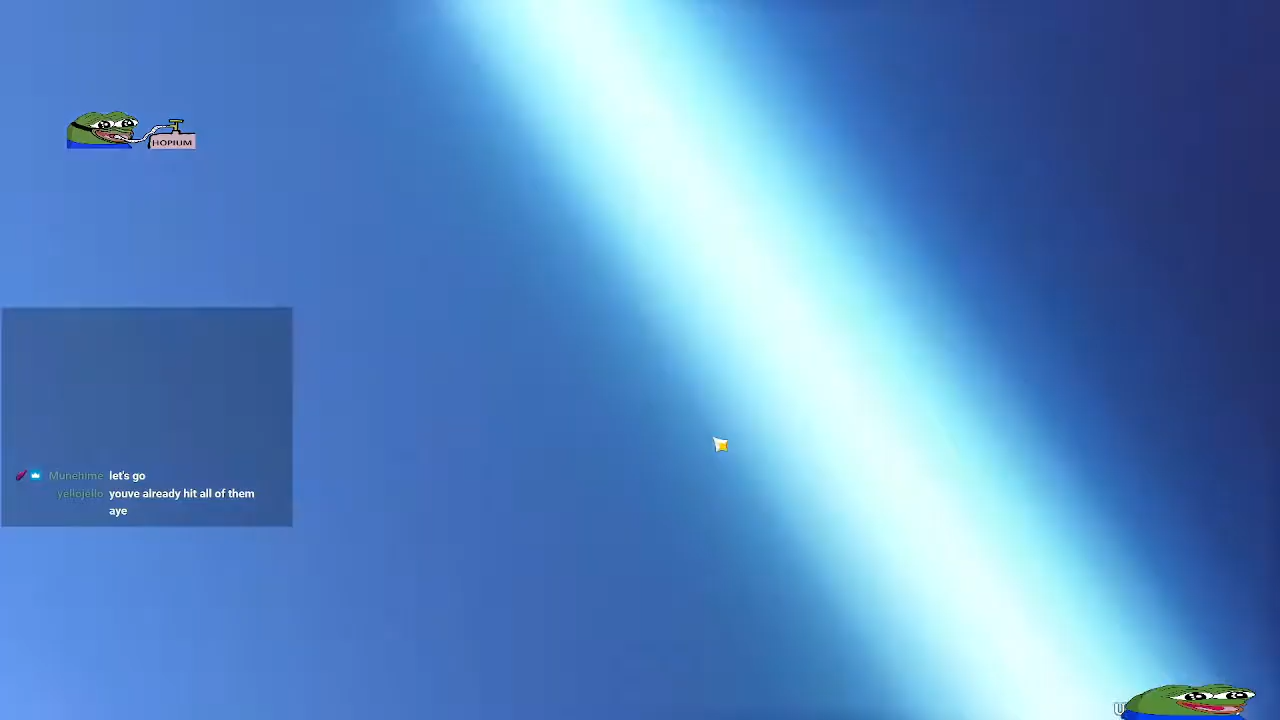 HOPIUM
Munehime let's go
yellojello youve already hit all of them
aye
U